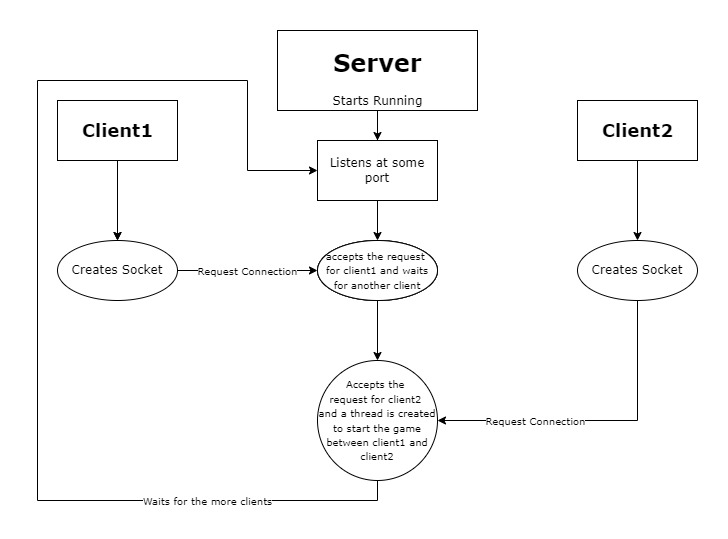 Server
Starts Running
Client1
Client2
Listens at some
port
Creates Socket
Request Connection
accepts the request
for client1 and waits
for another client
Creates Socket
Accepts the
request for client2
and a thread is created
to start the game
between client1 and
client2
Request Connection
Waits for the more clients